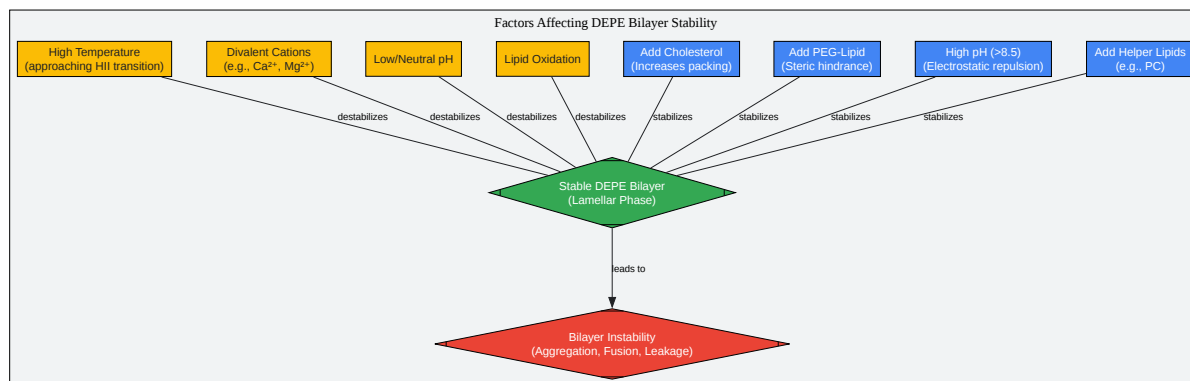 Factors Affecting DEPE Bilayer Stability
High Temperature
(approaching HII transition)
Divalent Cations
(e.g., Ca²⁺, Mg²⁺)
Low/Neutral pH
Lipid Oxidation
Add Cholesterol
(Increases packing)
Add PEG-Lipid
(Steric hindrance)
High pH (>8.5)
(Electrostatic repulsion)
Add Helper Lipids
(e.g., PC)
destabilizes
destabilizes
destabilizes
destabilizes
stabilizes
stabilizes
stabilizes
stabilizes
Stable DEPE Bilayer
(Lamellar Phase)
leads to
Bilayer Instability
(Aggregation, Fusion, Leakage)